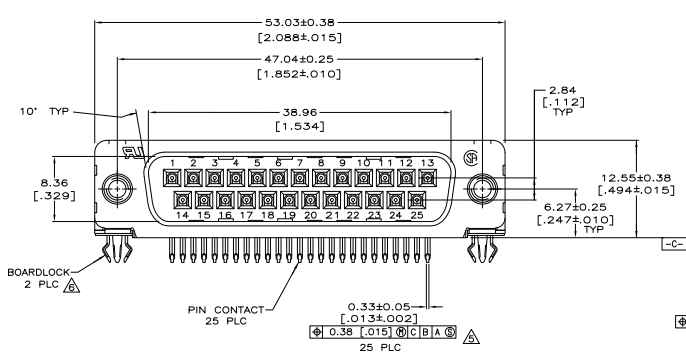 53.03±0.38
[2.088±.015]
47.04±0.25
[1.852±.010]
2.84
[.112]
TYP
10° TYP
38.96
[1.534]
1 2 3 4 5 6 7 8 9 10 11 12 13
8.36
[.329]
12.55±0.38
[.494±.015]
6.27±0.25
[.247±.010]
TYP
14 15 16 17 18 19 20 21 22 23 24 25
-C-
BOARDLOCK
2 PLC 6
PIN CONTACT
25 PLC
0.33±0.05
[.013±.002]
⌖ 0.38 [.015] Ⓜ C B A Ⓢ 5
25 PLC